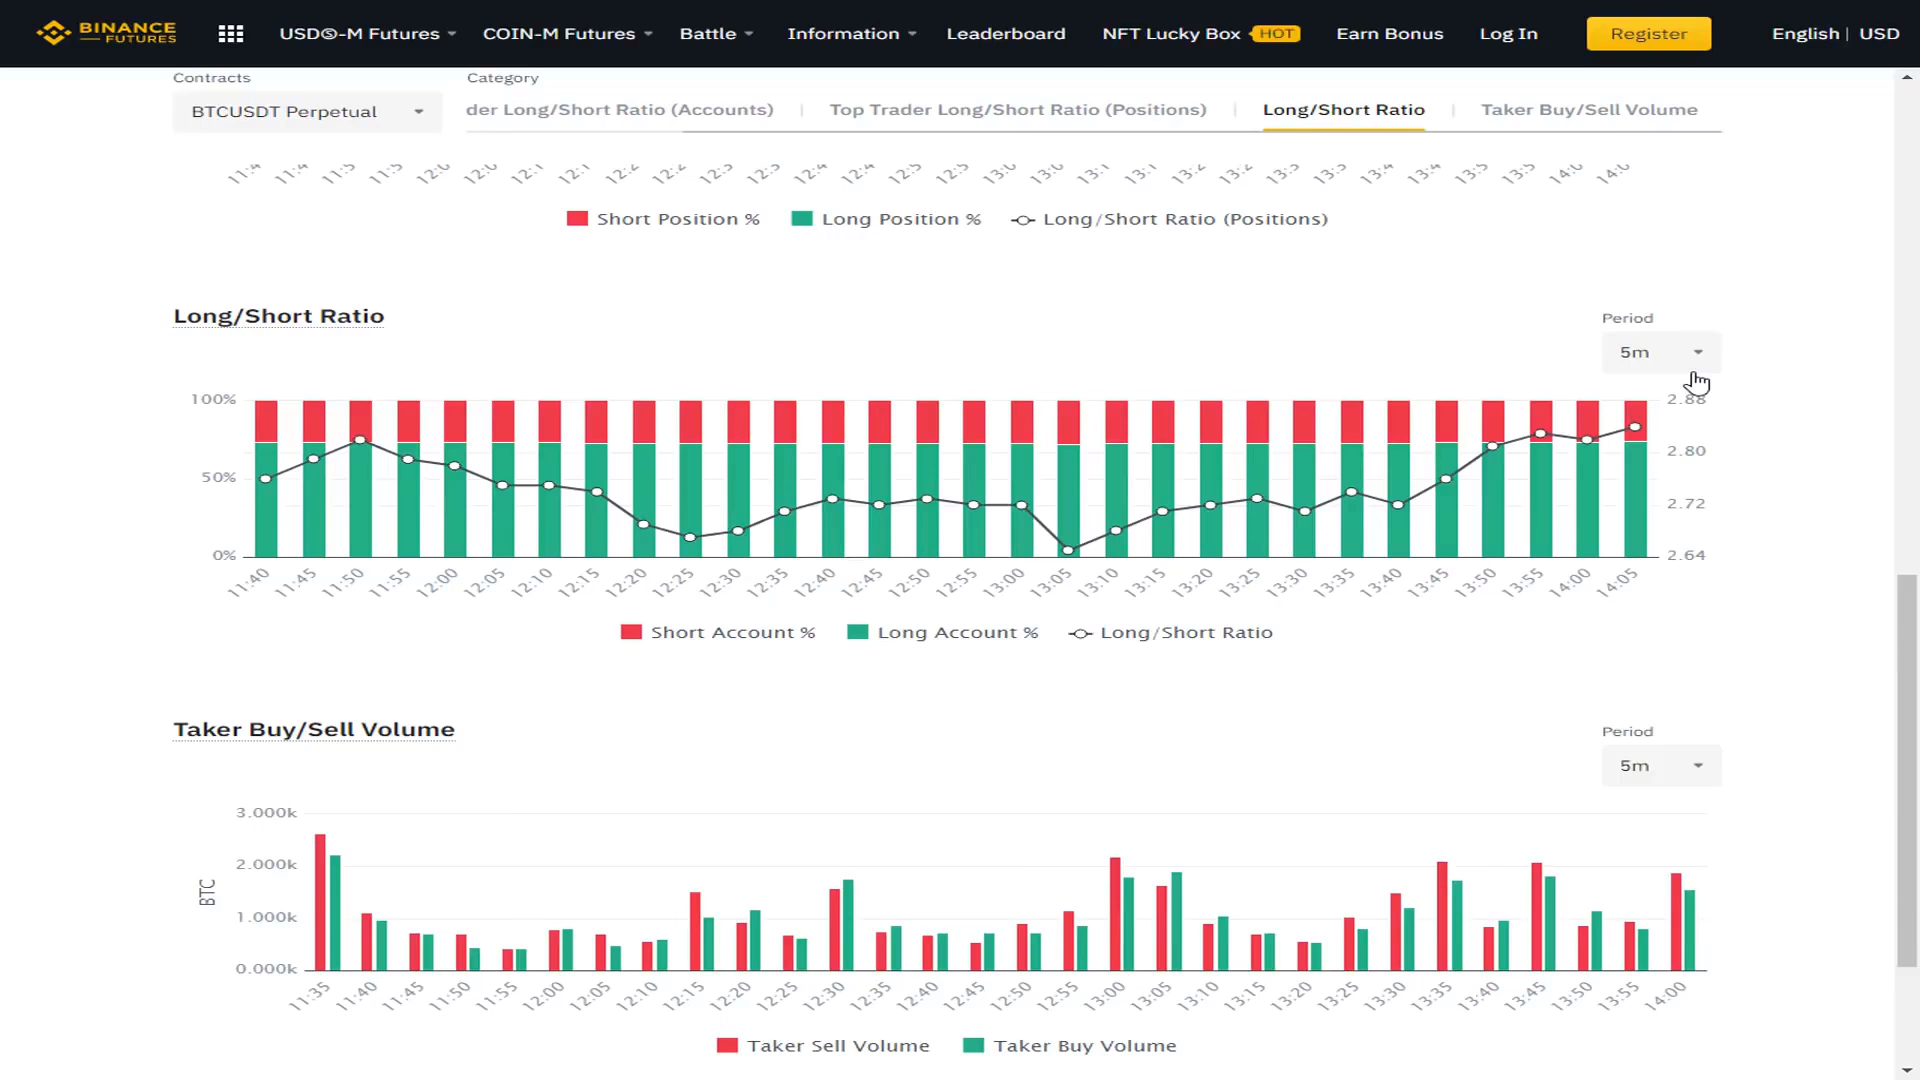 BINANCE
FUTURES
USD$-M Futures COIN-M Futures Battle Information Leaderboard NFT Lucky Box HOT Earn Bonus Log In Register English | USD
Contracts Category
BTCUSDT Perpetual der Long/Short Ratio (Accounts) Top Trader Long/Short Ratio (Positions) Long/Short Ratio Taker Buy/Sell Volume
Short Position % Long Position % Long/Short Ratio (Positions)
Long/Short Ratio
Period
5m
100% 2.88
2.80
50%
2.72
0% 2.64
11:40 11:45 11:50 11:55 12:00 12:05 12:10 12:15 12:20 12:25 12:30 12:35 12:40 12:45 12:50 12:55 13:00 13:05 13:10 13:15 13:20 13:25 13:30 13:35 13:40 13:45 13:50 13:55 14:00 14:05
Short Account % Long Account % Long/Short Ratio
Taker Buy/Sell Volume
Period
5m
3.000k
2.000k
BTC
1.000k
0.000k
11:35 11:40 11:45 11:50 11:55 12:00 12:05 12:10 12:15 12:20 12:25 12:30 12:35 12:40 12:45 12:50 12:55 13:00 13:05 13:10 13:15 13:20 13:25 13:30 13:35 13:40 13:45 13:50 13:55 14:00
Taker Sell Volume Taker Buy Volume